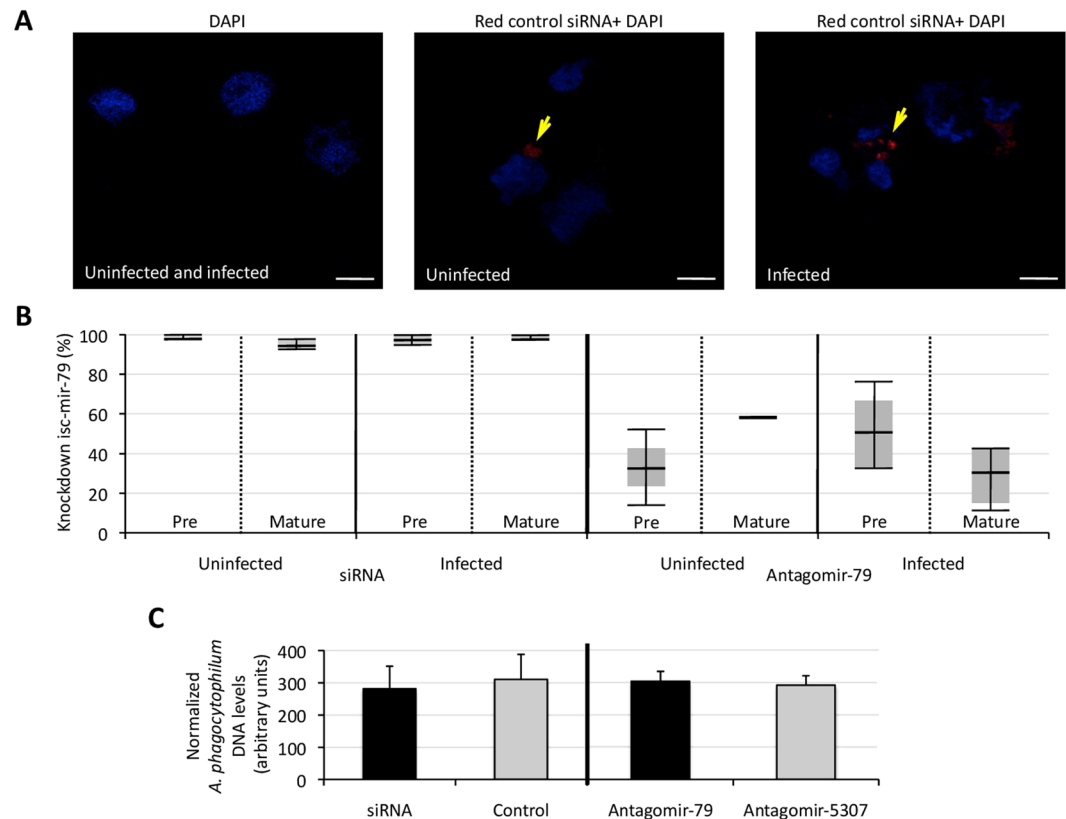 A
DAPI
Red control siRNA+ DAPI
Red control siRNA+ DAPI
Uninfected and infected
Uninfected
Infected
B
Knockdown isc-mir-79 (%)
100
80
60
40
20
0
Pre
Mature
Pre
Mature
Pre
Mature
Pre
Mature
Uninfected
Infected
Uninfected
Infected
siRNA
Antagomir-79
C
Normalized
A. phagocytophilum
DNA levels
(arbitrary units)
400
300
200
100
0
siRNA
Control
Antagomir-79
Antagomir-5307